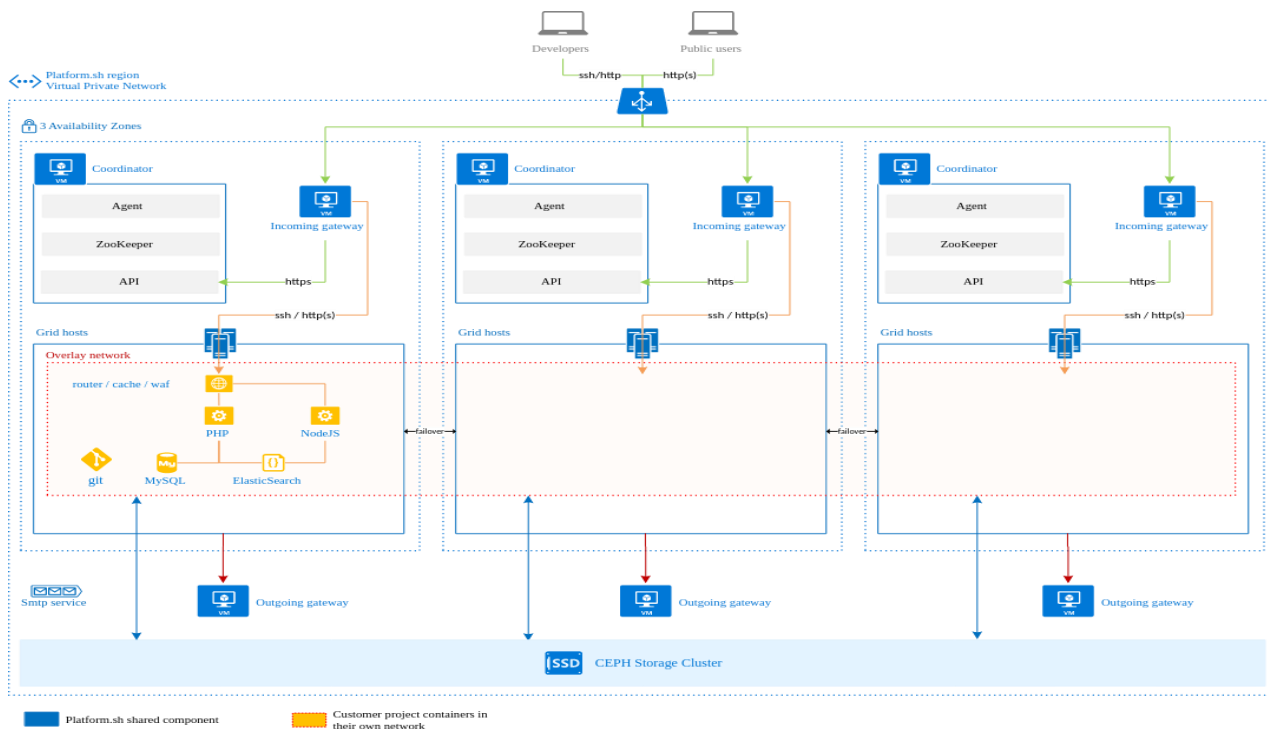 Developers
Public users
ssh/http
http(s)
Platform.sh region
Virtual Private Network
3 Availability Zones
VM
Coordinator
Agent
ZooKeeper
API
VM
Incoming gateway
https
ssh / http(s)
VM
Coordinator
Agent
ZooKeeper
API
VM
Incoming gateway
https
ssh / http(s)
VM
Coordinator
Agent
ZooKeeper
API
VM
Incoming gateway
https
ssh / http(s)
Grid hosts
Grid hosts
Grid hosts
Overlay network
router / cache / waf
PHP
NodeJS
failover
failover
git
My
MySQL
{}
ElasticSearch
Smtp service
VM
Outgoing gateway
VM
Outgoing gateway
VM
Outgoing gateway
SSD
CEPH Storage Cluster
Platform.sh shared component
Customer project containers in
their own network